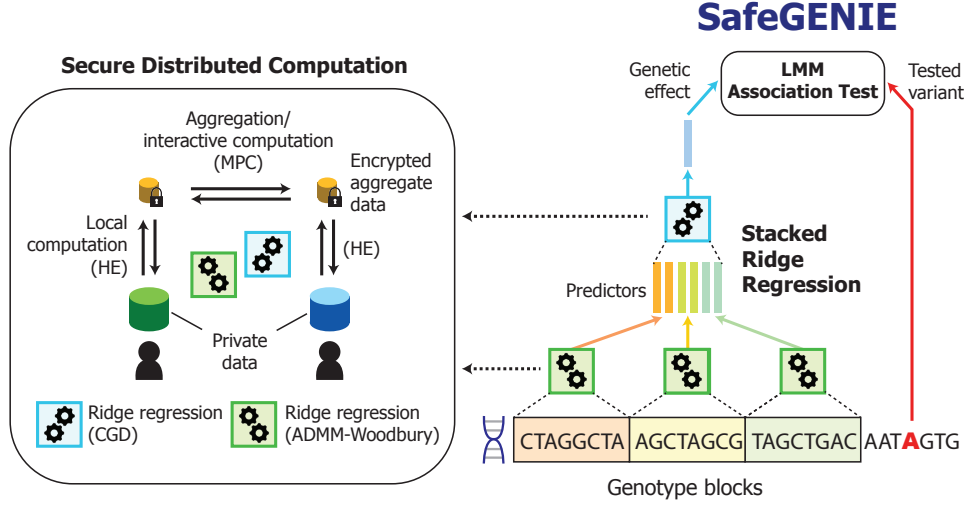 SafeGENIE
Secure Distributed Computation
Aggregation/
interactive computation
(MPC)
Encrypted
aggregate
data
Local
computation
(HE)
(HE)
Private
data
Ridge regression
(CGD)
Ridge regression
(ADMM-Woodbury)
Genetic
effect
LMM
Association Test
Tested
variant
Stacked
Ridge
Regression
Predictors
CTAGGCTA AGCTAGCG TAGCTGAC AATAGTG
Genotype blocks